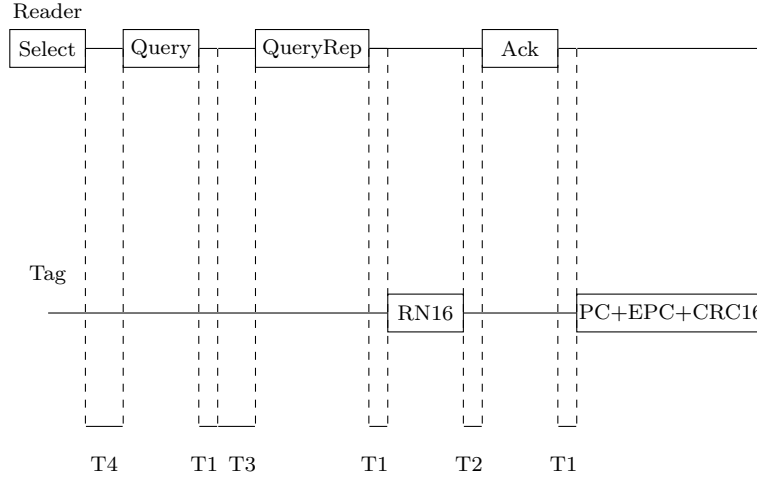 Reader
Select Query QueryRep Ack
Tag
RN16 PC+EPC+CRC16
T4 T1 T3 T1 T2 T1